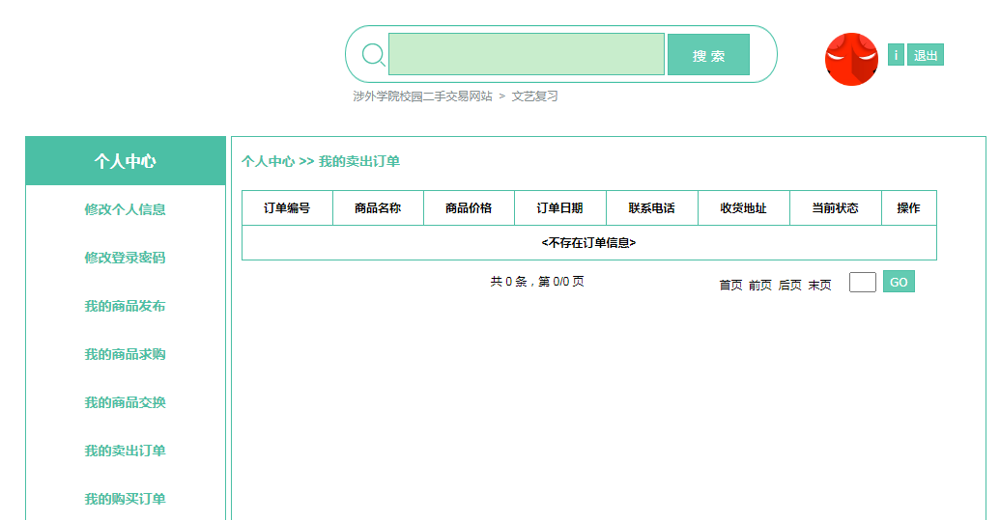 搜 索
i 退出
涉外学院校园二手交易网站 > 文艺复习
个人中心
修改个人信息
修改登录密码
我的商品发布
我的商品求购
我的商品交换
我的卖出订单
我的购买订单
个人中心 >> 我的卖出订单
订单编号 商品名称 商品价格 订单日期 联系电话 收货地址 当前状态 操作
<不存在订单信息>
共 0 条，第 0/0 页 首页 前页 后页 末页 GO